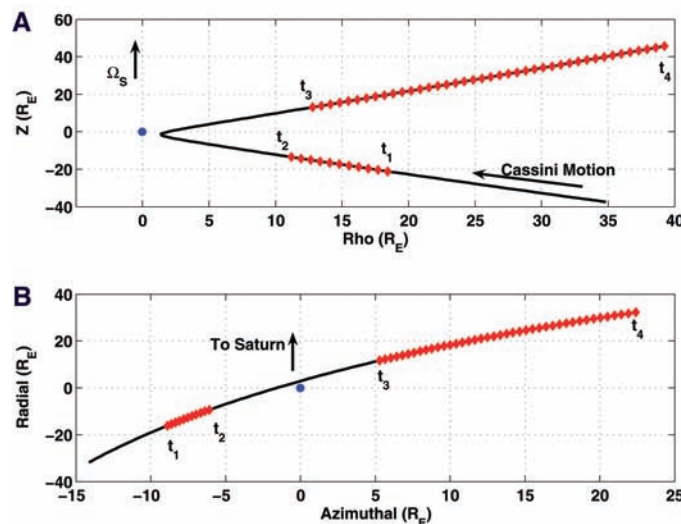 A
60
40
20
0
-20
-40
Z (R_E)
Ω_S
t_3
t_4
t_2
t_1
Cassini Motion
0 5 10 15 20 25 30 35 40
Rho (R_E)
B
40
20
0
-20
-40
Radial (R_E)
To Saturn
t_4
t_3
t_1
t_2
-15 -10 -5 0 5 10 15 20 25
Azimuthal (R_E)